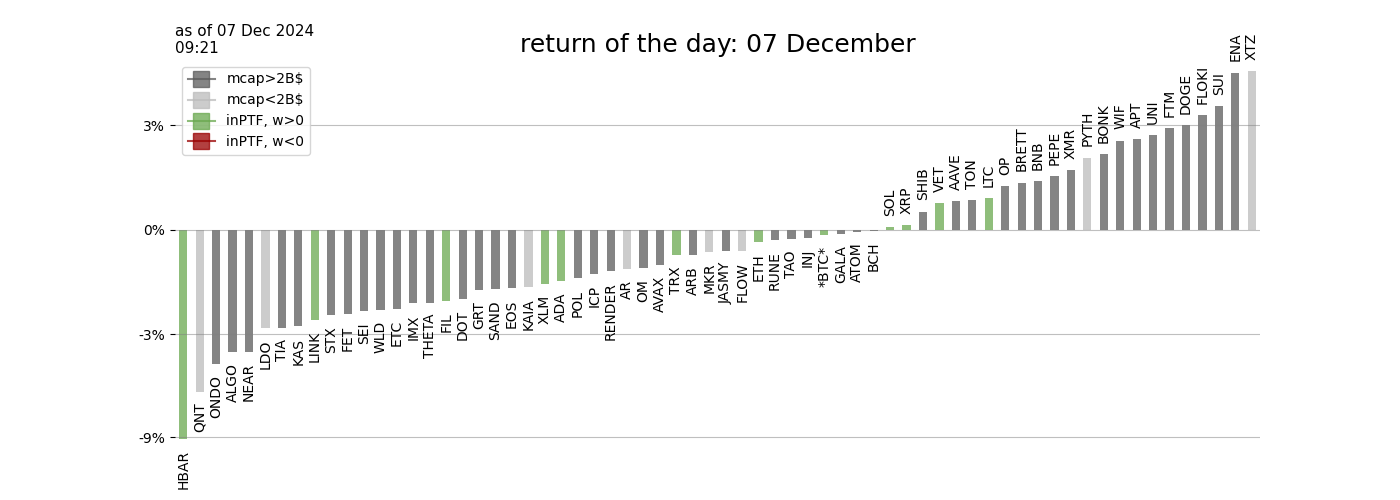 as of 07 Dec 2024
09:21
return of the day: 07 December
mcap>2B$
mcap<2B$
inPTF, w>0
inPTF, w<0
3%
0%
-3%
-9%
HBAR
QNT
ONDO
ALGO
NEAR
LDO
TIA
KAS
LINK
STX
FET
SEI
WLD
ETC
IMX
THETA
FIL
DOT
GRT
SAND
EOS
KAIA
XLM
ADA
POL
ICP
RENDER
AR
OM
AVAX
TRX
ARB
MKR
JASMY
FLOW
ETH
RUNE
TAO
INJ
*BTC*
GALA
ATOM
BCH
SOL
XRP
SHIB
VET
AAVE
TON
LTC
OP
BRETT
BNB
PEPE
XMR
PYTH
BONK
WIF
APT
UNI
FTM
DOGE
FLOKI
SUI
ENA
XTZ